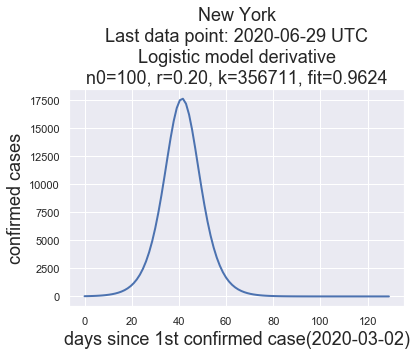 New York
Last data point: 2020-06-29 UTC
Logistic model derivative
n0=100, r=0.20, k=356711, fit=0.9624
17500
15000
12500
10000
7500
5000
2500
0
confirmed cases
0 20 40 60 80 100 120
days since 1st confirmed case(2020-03-02)